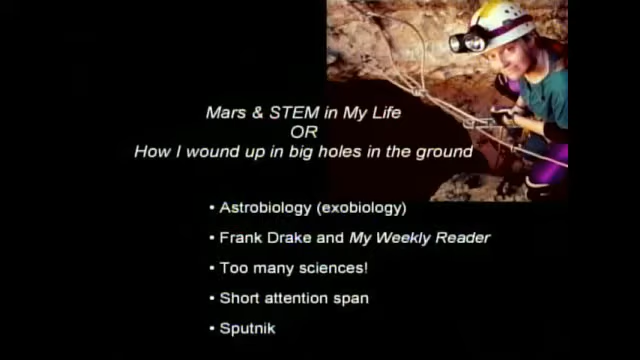 Mars & STEM in My Life
OR
How I wound up in big holes in the ground
• Astrobiology (exobiology)
• Frank Drake and My Weekly Reader
• Too many sciences!
• Short attention span
• Sputnik